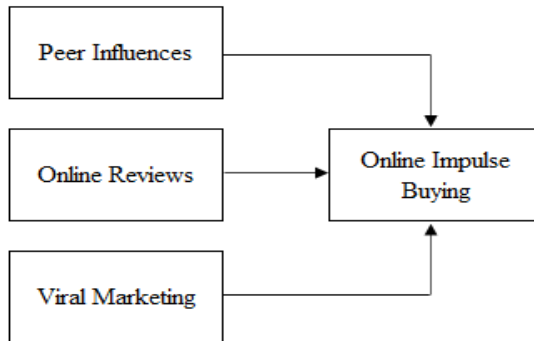 Peer Influences
Online Reviews
Online Impulse
Buying
Viral Marketing